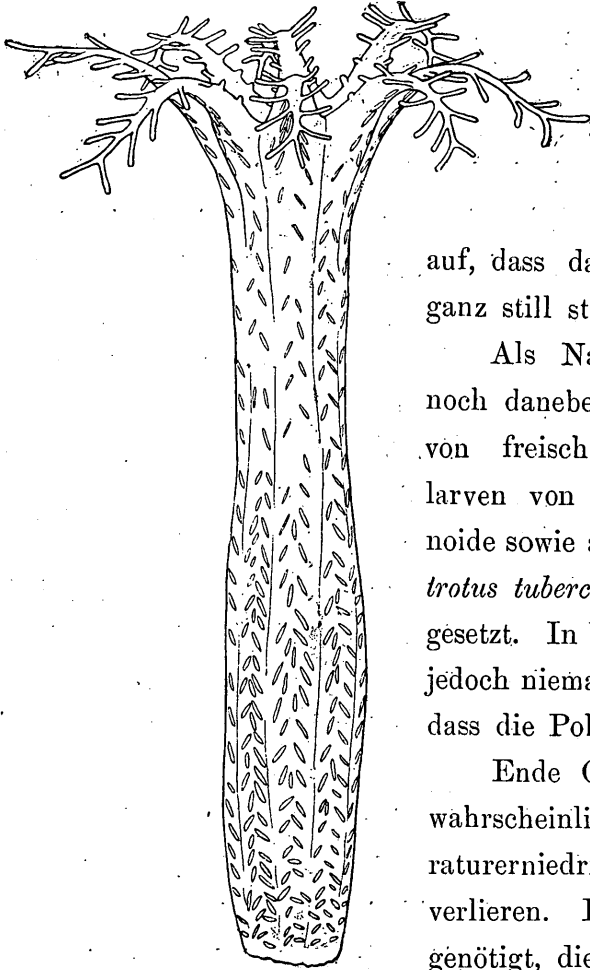 auf, dass da
ganz still st
Als Na
noch danebe
von freisch
larven von
noide sowie a
trotus tuberc
gesetzt. In
jedoch niema
dass die Pol
Ende
wahrscheinli
raturerniedr
verlieren.
genötigt, die